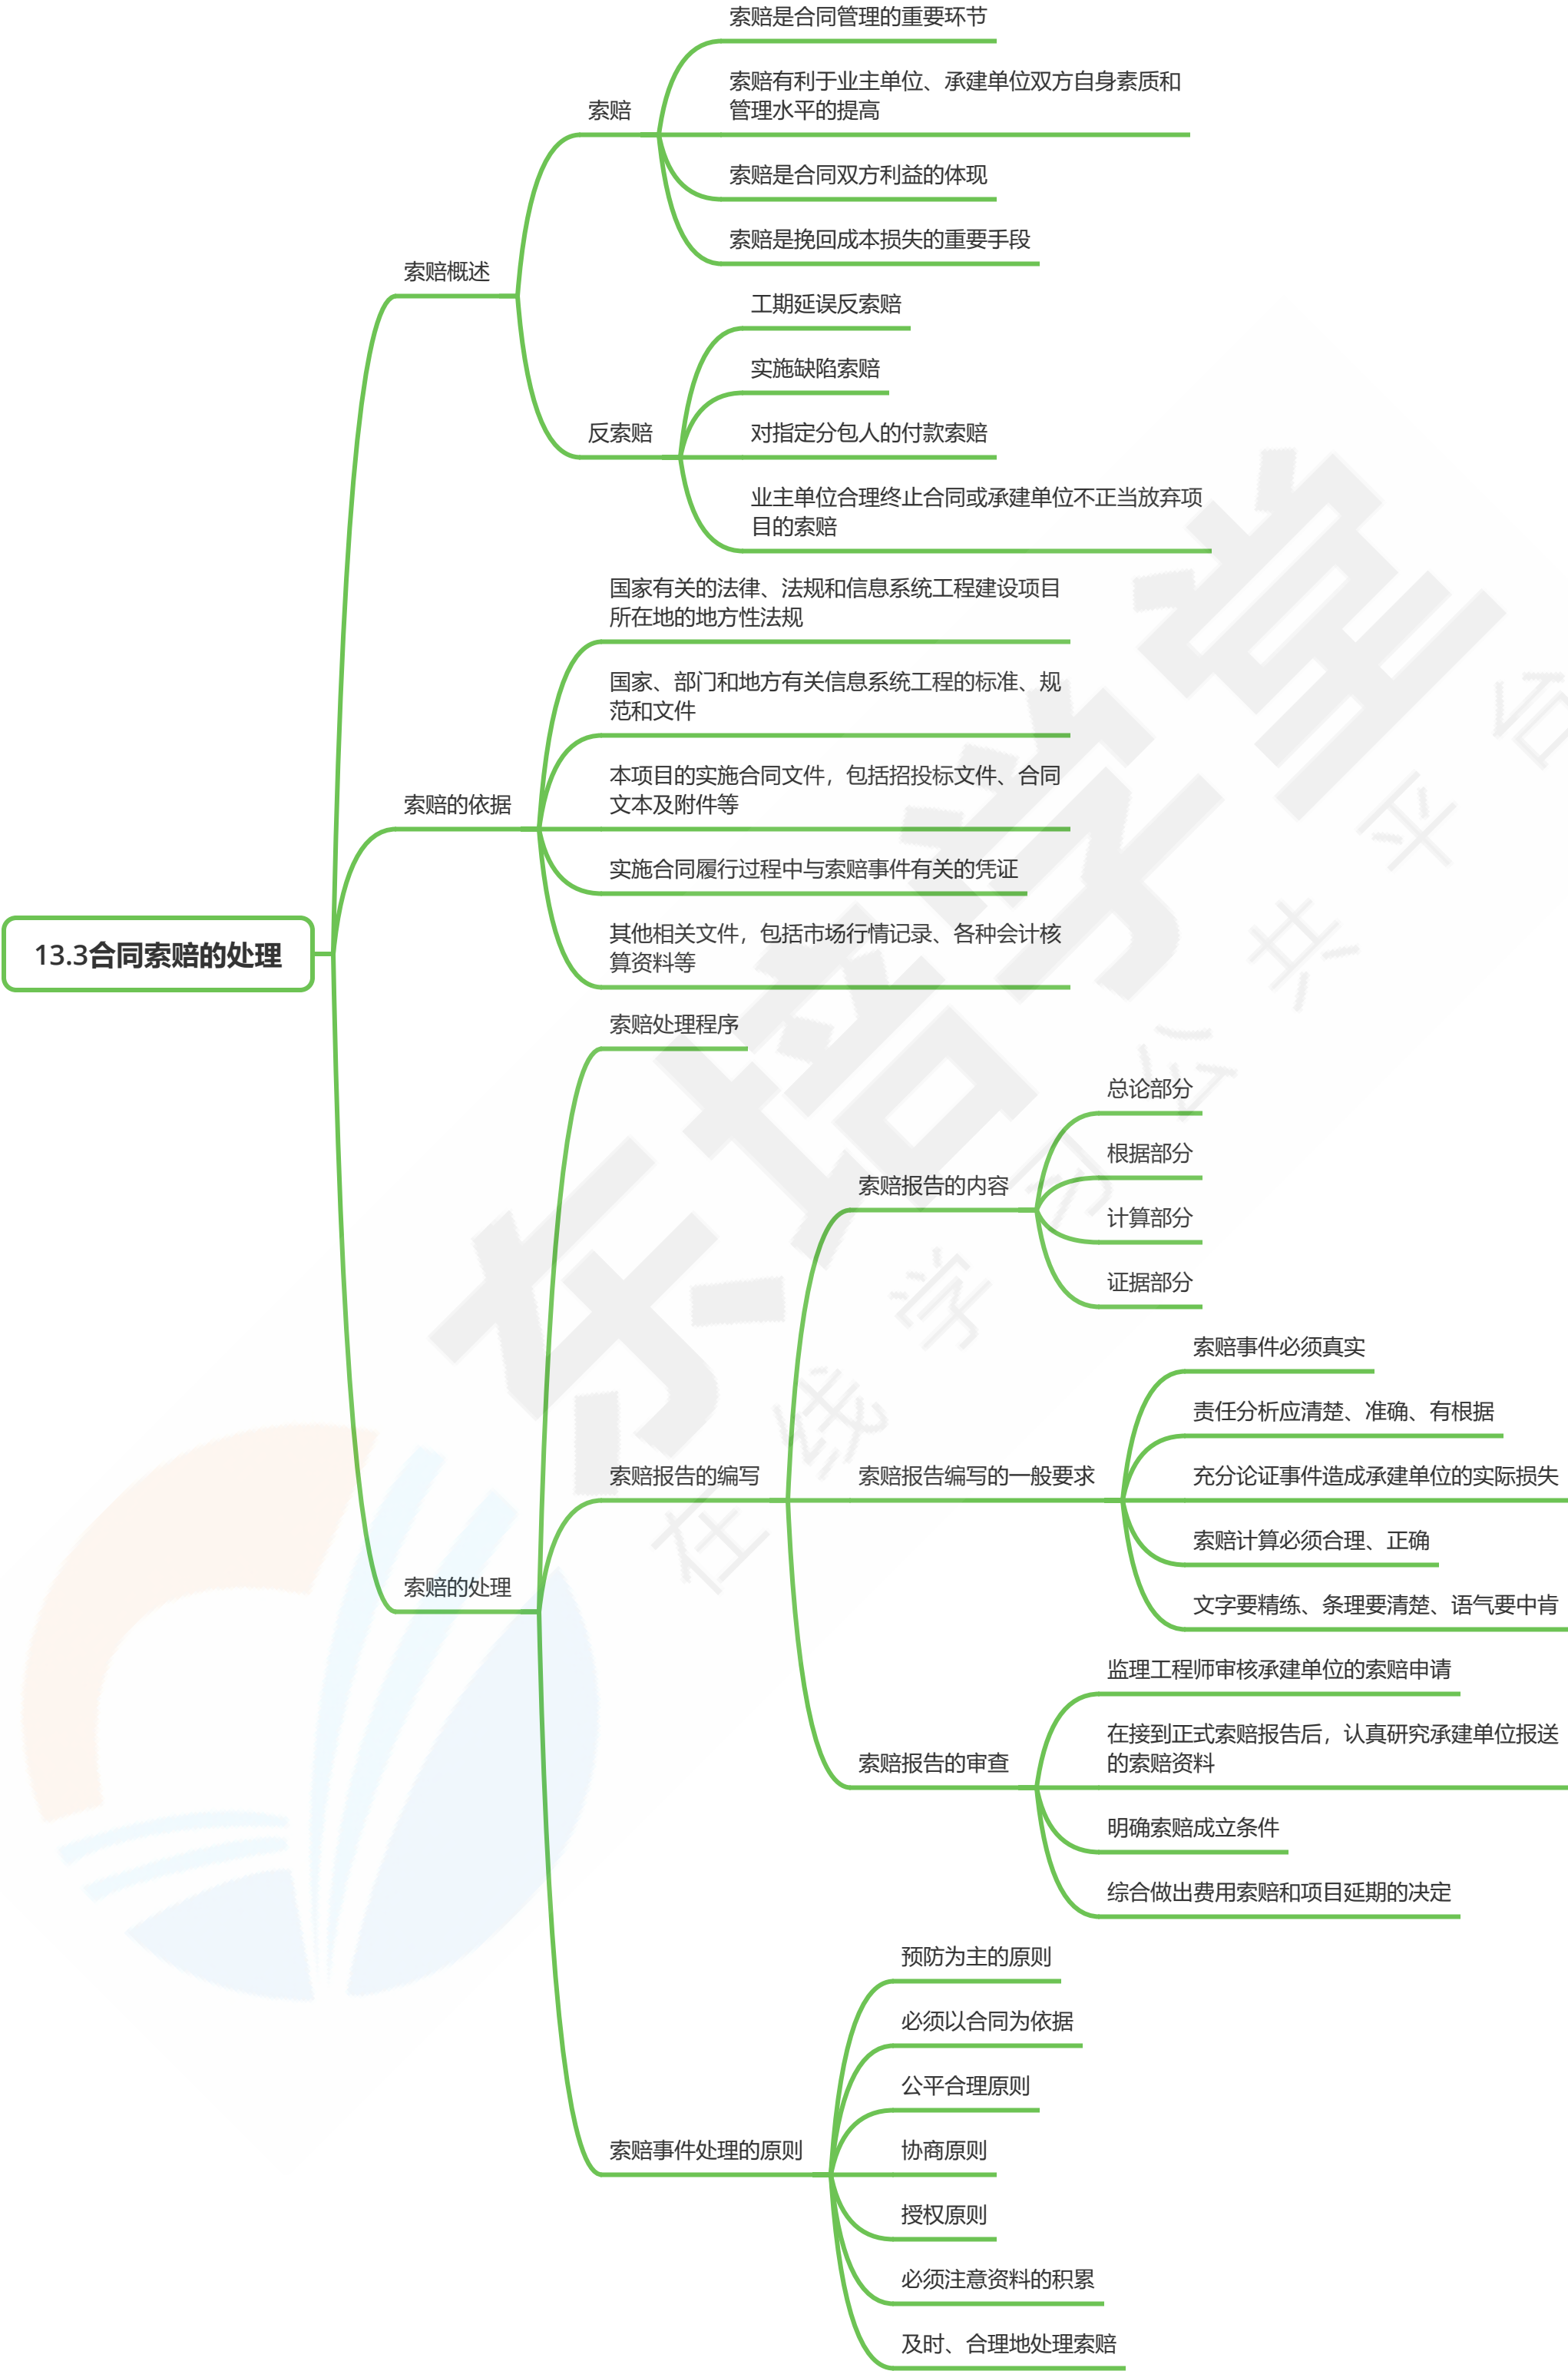 索赔是合同管理的重要环节
索赔有利于业主单位、承建单位双方自身素质和
管理水平的提高
索赔
索赔是合同双方利益的体现
索赔是挽回成本损失的重要手段
索赔概述
工期延误反索赔
实施缺陷索赔
反索赔
对指定分包人的付款索赔
业主单位合理终止合同或承建单位不正当放弃项
目的索赔
国家有关的法律、法规和信息系统工程建设项目
所在地的地方性法规
国家、部门和地方有关信息系统工程的标准、规
范和文件
索赔的依据
本项目的实施合同文件，包括招投标文件、合同
文本及附件等
实施合同履行过程中与索赔事件有关的凭证
其他相关文件，包括市场行情记录、各种会计核
算资料等
13.3合同索赔的处理
索赔处理程序
总论部分
根据部分
索赔报告的内容
计算部分
证据部分
索赔事件必须真实
责任分析应清楚、准确、有根据
索赔报告的编写
索赔报告编写的一般要求
充分论证事件造成承建单位的实际损失
索赔计算必须合理、正确
文字要精练、条理要清楚、语气要中肯
索赔的处理
监理工程师审核承建单位的索赔申请
在接到正式索赔报告后，认真研究承建单位报送
的索赔资料
索赔报告的审查
明确索赔成立条件
综合做出费用索赔和项目延期的决定
预防为主的原则
必须以合同为依据
公平合理原则
索赔事件处理的原则
协商原则
授权原则
必须注意资料的积累
及时、合理地处理索赔
东培学堂
在线学习公共平台